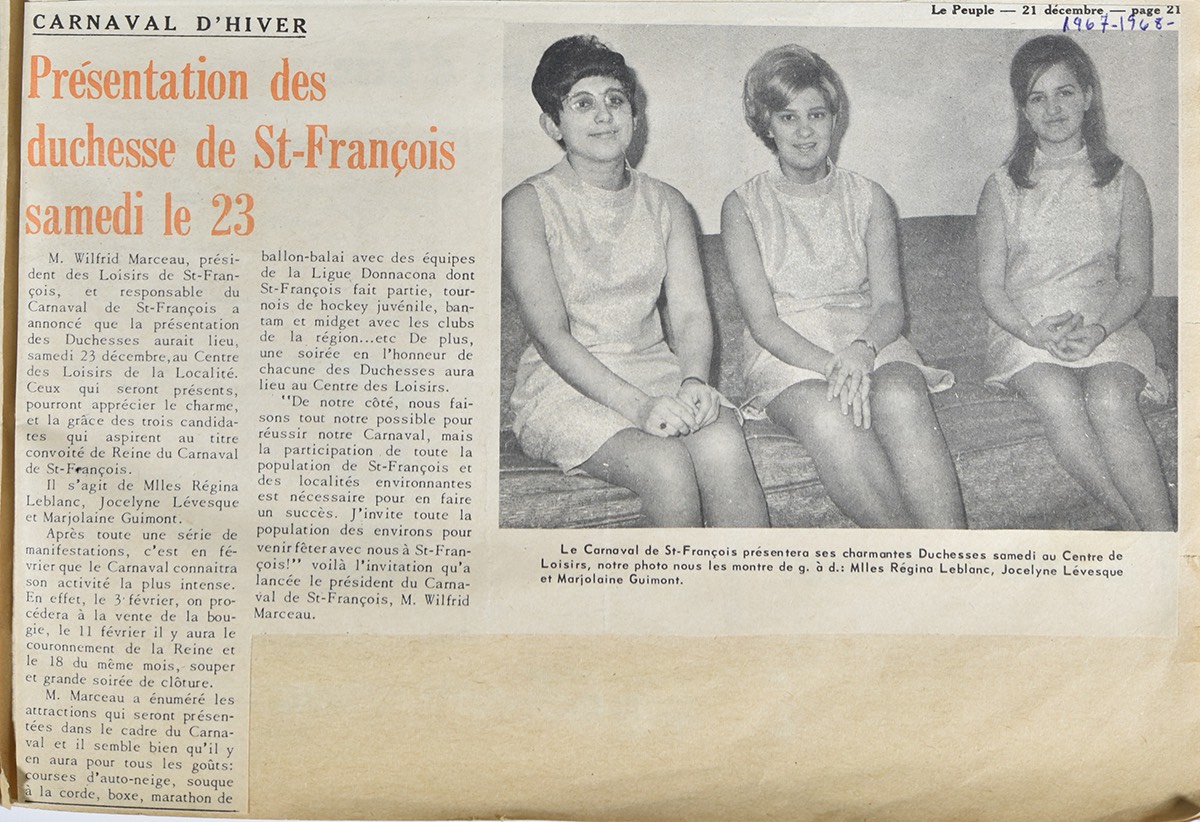 CARNAVAL D'HIVER
Le Peuple — 21 décembre — page 21
1967-1968-
Présentation des
duchesse de St-François
samedi le 23
M. Wilfrid Marceau, prési-
dent des Loisirs de St-Fran-
çois, et responsable du
Carnaval de St-François a
annoncé que la présentation
des Duchesses aurait lieu,
samedi 23 décembre, au Centre
des Loisirs de la Localité.
Ceux qui seront présents,
pourront apprécier le charme,
et la grâce des trois candida-
tes qui aspirent au titre
convoité de Reine du Carnaval
de St-François.
Il s'agit de Mlles Régina
Leblanc, Jocelyne Lévesque
et Marjolaine Guimont.
Après toute une série de
manifestations, c'est en fé-
vrier que le Carnaval connaitra
son activité la plus intense.
En effet, le 3 février, on pro-
cédera à la vente de la bou-
gie, le 11 février il y aura le
couronnement de la Reine et
le 18 du même mois, souper
et grande soirée de clôture.
M. Marceau a énuméré les
attractions qui seront présen-
tées dans le cadre du Carna-
val et il semble bien qu'il y
en aura pour tous les goûts:
courses d'auto-neige, souque
à la corde, boxe, marathon de
ballon-balai avec des équipes
de la Ligue Donnacona dont
St-François fait partie, tour-
nois de hockey juvénile, ban-
tam et midget avec les clubs
de la région...etc De plus,
une soirée en l'honneur de
chacune des Duchesses aura
lieu au Centre des Loisirs.
"De notre côté, nous fai-
sons tout notre possible pour
réussir notre Carnaval, mais
la participation de toute la
population de St-François et
des localités environnantes
est nécessaire pour en faire
un succès. J'invite toute la
population des environs pour
venir fêter avec nous à St-Fran-
çois!" voilà l'invitation qu'a
lancée le président du Carna-
val de St-François, M. Wilfrid
Marceau.
Le Carnaval de St-François présentera ses charmantes Duchesses samedi au Centre de
Loisirs, notre photo nous les montre de g. à d.: Mlles Régina Leblanc, Jocelyne Lévesque
et Marjolaine Guimont.